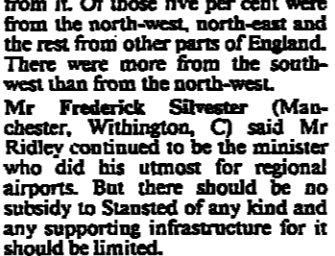 from it. Of those five per cent were
from the north-west, north-east and
the rest from other parts of England.
There were more from the south-
west than from the north-west.
Mr Frederick Silvester (Man-
chester, Withington, C) said Mr
Ridley continued to be the minister
who did his utmost for regional
airports. But there should be no
subsidy to Stansted of any kind and
any supporting infrastructure for it
should be limited.